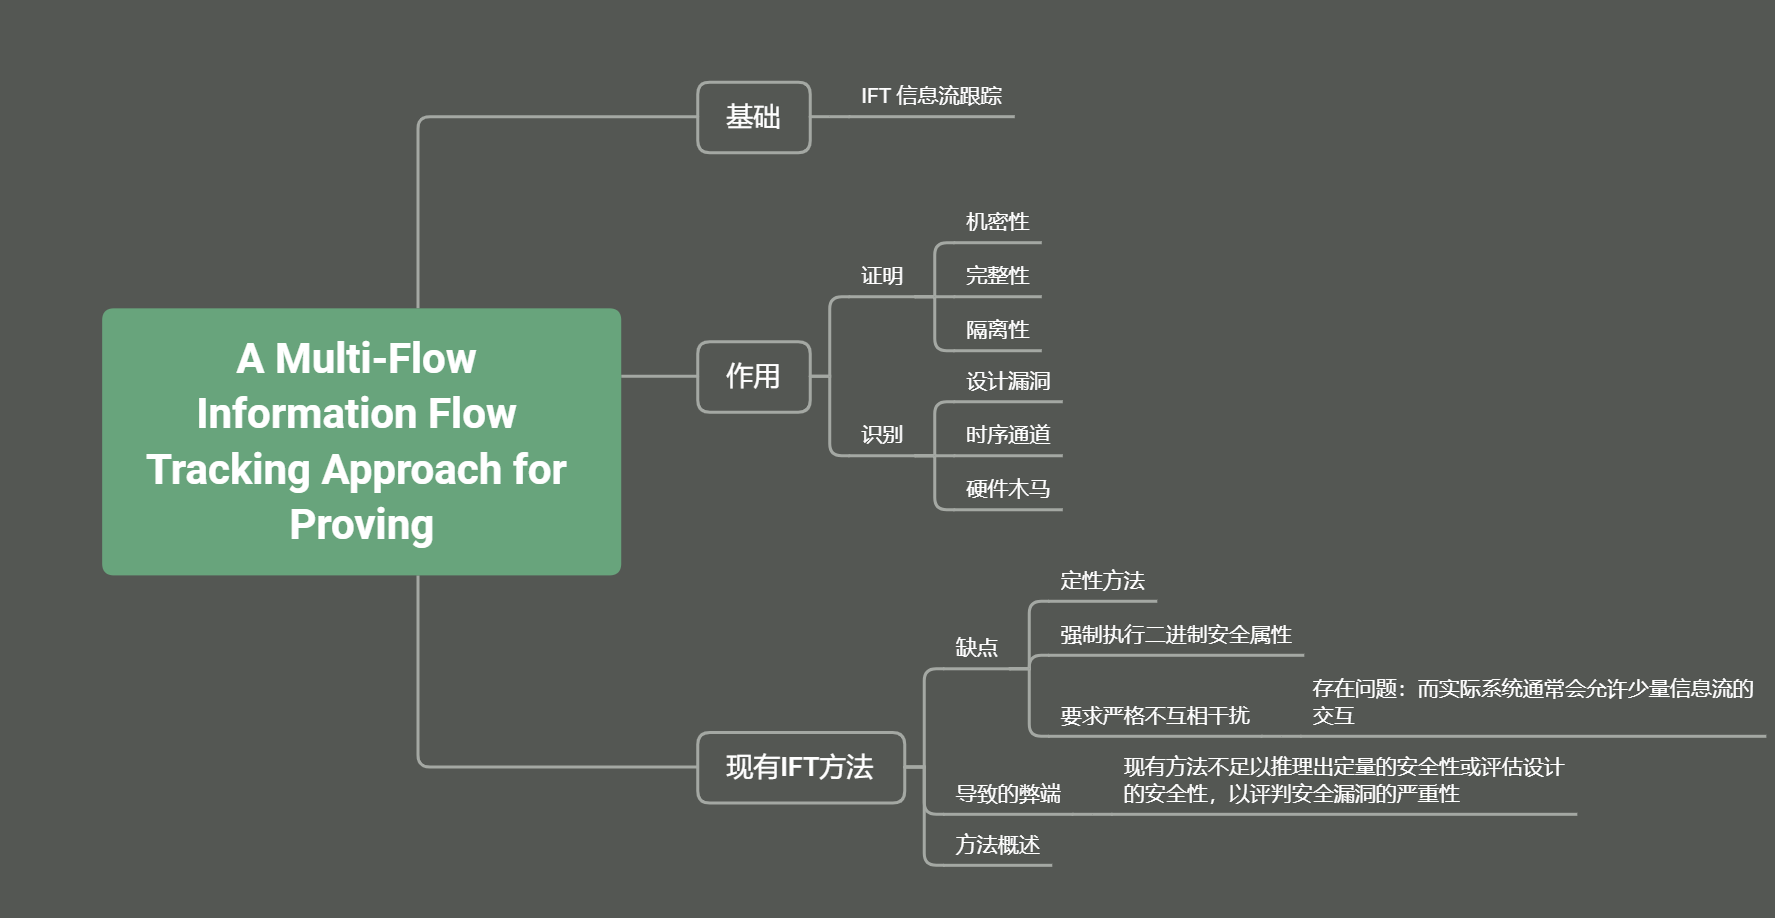 A Multi-Flow
Information Flow
Tracking Approach for
Proving
基础
IFT 信息流跟踪
作用
证明
机密性
完整性
隔离性
识别
设计漏洞
时序通道
硬件木马
现有IFT方法
缺点
定性方法
强制执行二进制安全属性
要求严格不互相干扰
存在问题：而实际系统通常会允许少量信息流的
交互
导致的弊端
现有方法不足以推理出定量的安全性或评估设计
的安全性，以评判安全漏洞的严重性
方法概述